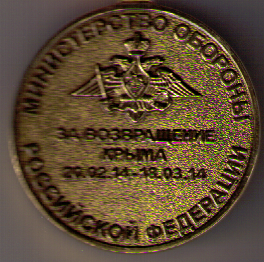 МИНИСТЕРСТВО ОБОРОНЫ
ЗА ВОЗВРАЩЕНИЕ
КРЫМА
20.02.14-18.03.14
РОССИЙСКОЙ ФЕДЕРАЦИИ